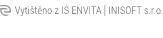 Vytištěno z IS ENVITA | INISOFT s.r.o.